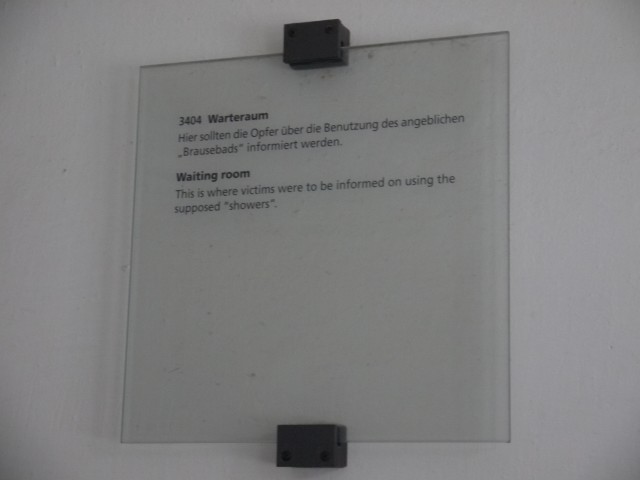 3404 Warteraum
Hier sollten die Opfer über die Benutzung des angeblichen
„Brausebads" informiert werden.
Waiting room
This is where victims were to be informed on using the
supposed "showers".